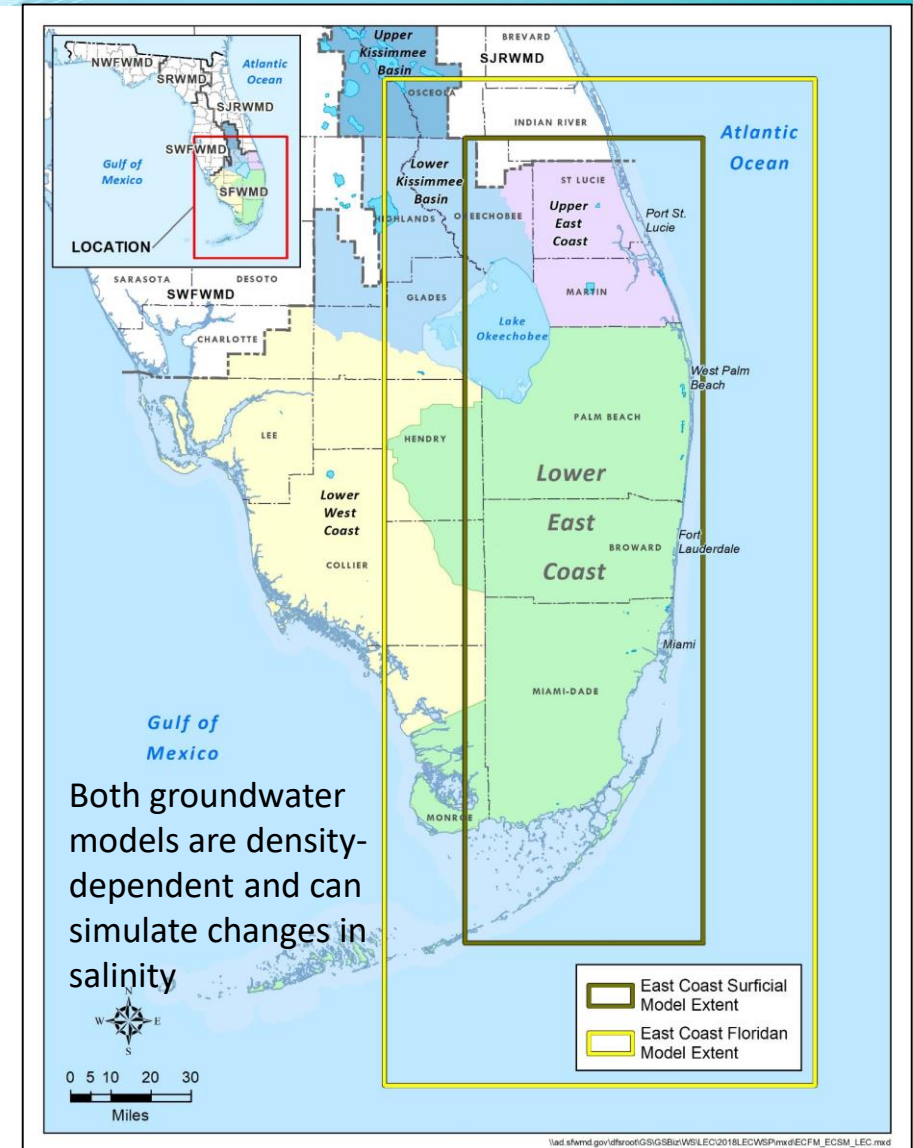 NWFWMD
SRWMD
Atlantic
Ocean
SJRWMD
SWFWMD
Gulf of
Mexico
SFWMD
LOCATION
Upper
Kissimmee
Basin
BREVARD
SJRWMD
OSCEOLA
INDIAN RIVER
Atlantic
Ocean
Lower
Kissimmee
Basin
ST LUCIE
Upper
East
Coast
Port St.
Lucie
HIGHLANDS
OKEECHOBEE
SARASOTA
DESOTO
SWFWMD
GLADES
MARTIN
CHARLOTTE
Lake
Okeechobee
West Palm
Beach
PALM BEACH
LEE
HENDRY
Lower
Lower
West
Coast
East
Fort
Lauderdale
BROWARD
COLLIER
Coast
Miami
MIAMI-DADE
Gulf of
Mexico
MONROE
Both groundwater
models are density-
dependent and can
simulate changes in
salinity
N
W E
S
0 5 10 20 30
Miles
East Coast Surficial
Model Extent
East Coast Floridan
Model Extent
\\ad.sfwmd.gov\dfsroot\GS\GSBiz\WS\LEC\2018LECWSP\mxd\ECFM_ECSM_LEC.mxd